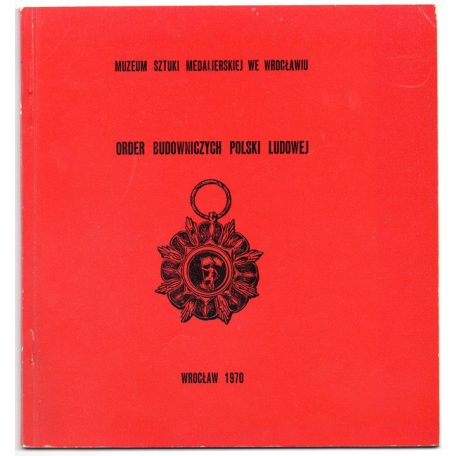 MUZEUM SZTUKI MEDALIERSKIEJ WE WROCŁAWIU
ORDER BUDOWNICZYCH POLSKI LUDOWEJ
WROCŁAW 1970